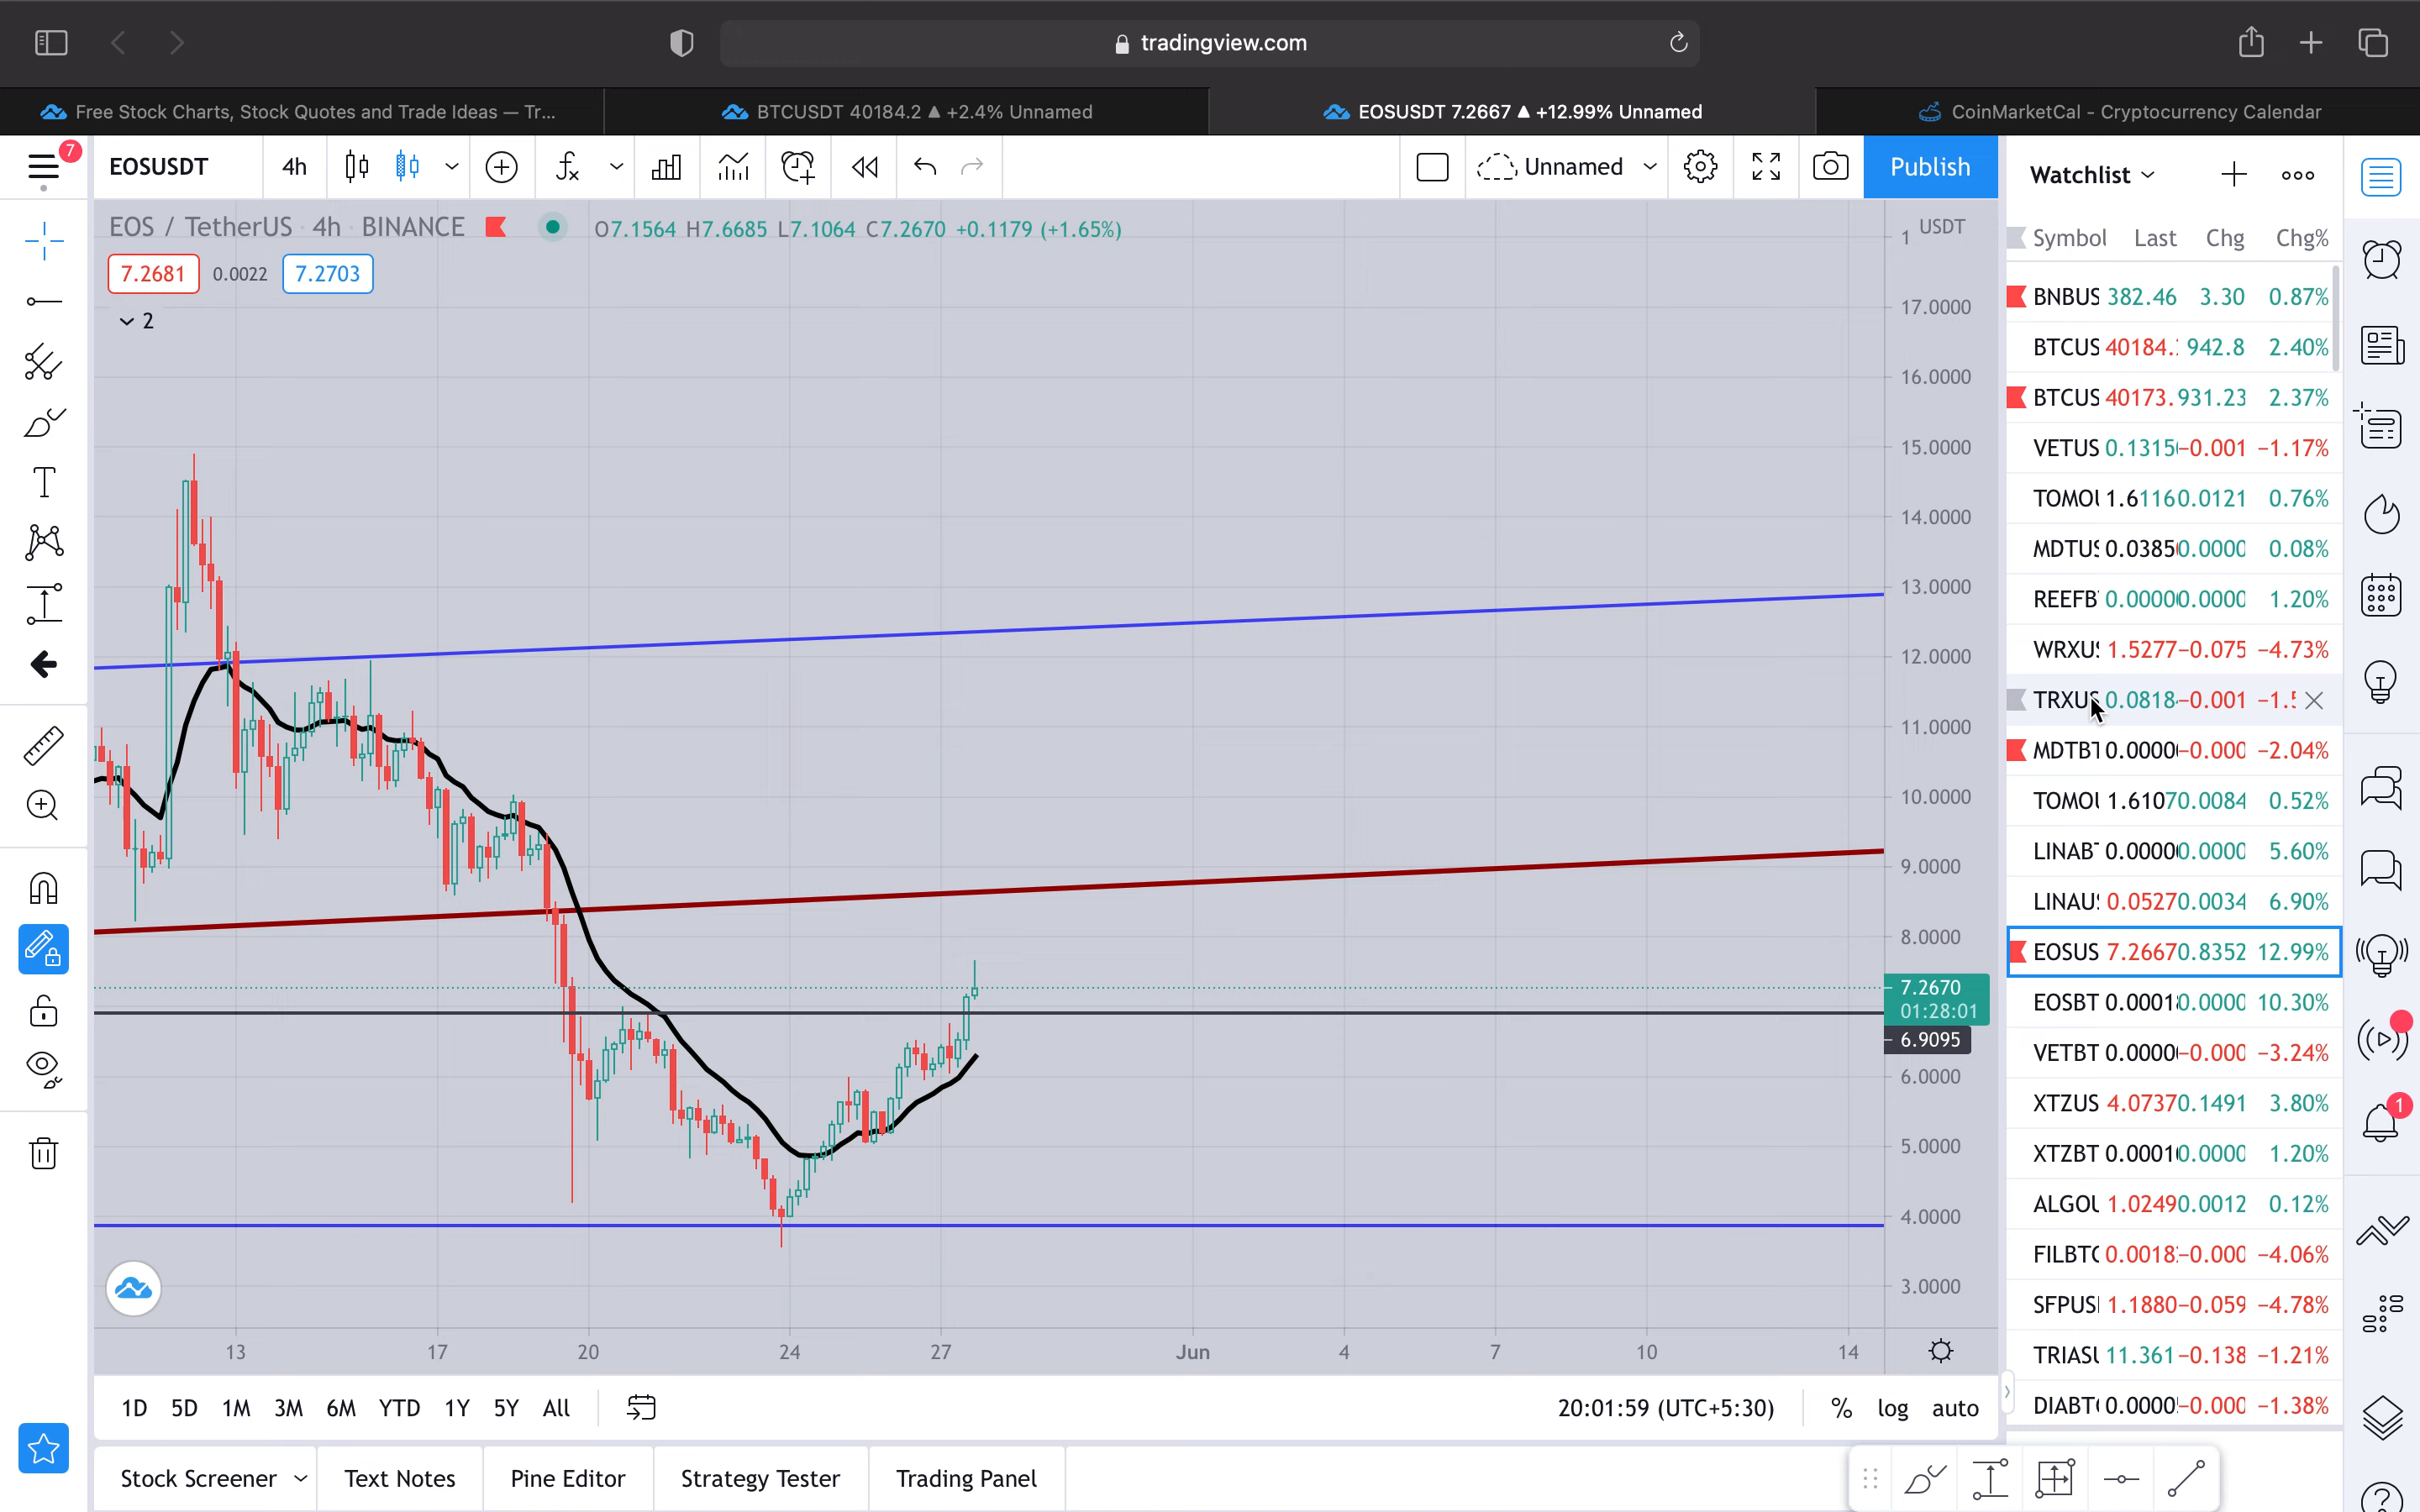 tradingview.com
Free Stock Charts, Stock Quotes and Trade Ideas — Tr...
BTCUSDT 40184.2 ▲ +2.4% Unnamed
EOSUSDT 7.2667 ▲ +12.99% Unnamed
CoinMarketCal - Cryptocurrency Calendar
7
EOSUSDT
4h
Unnamed
Publish
Watchlist
EOS / TetherUS · 4h · BINANCE
O7.1564 H7.6685 L7.1064 C7.2670 +0.1179 (+1.65%)
7.2681 0.0022 7.2703
2
1 USDT
17.0000
16.0000
15.0000
14.0000
13.0000
12.0000
11.0000
10.0000
9.0000
8.0000
7.2670
01:28:01
6.9095
6.0000
5.0000
4.0000
3.0000
13 17 20 24 27 Jun 4 7 10 14
Symbol Last Chg Chg%
BNBUS 382.46 3.30 0.87%
BTCUS 40184. 942.8 2.40%
BTCUS 40173. 931.23 2.37%
VETUS 0.1315 −0.001 −1.17%
TOMOU 1.6116 0.0121 0.76%
MDTUS 0.0385 0.0000 0.08%
REEFB 0.0000 0.0000 1.20%
WRXUS 1.5277 −0.075 −4.73%
TRXUS 0.0818 −0.001 −1.5
MDTBT 0.0000 −0.000 −2.04%
TOMOU 1.6107 0.0084 0.52%
LINABT 0.0000 0.0000 5.60%
LINAUS 0.0527 0.0034 6.90%
EOSUS 7.2667 0.8352 12.99%
EOSBT 0.0001 0.0000 10.30%
VETBT 0.0000 −0.000 −3.24%
XTZUS 4.0737 0.1491 3.80%
XTZBT 0.0001 0.0000 1.20%
ALGOU 1.0249 0.0012 0.12%
FILBTC 0.0018 −0.000 −4.06%
SFPUS 1.1880 −0.059 −4.78%
TRIASU 11.361 −0.138 −1.21%
DIABTC 0.0000 −0.000 −1.38%
1
1D 5D 1M 3M 6M YTD 1Y 5Y All
20:01:59 (UTC+5:30) % log auto
Stock Screener Text Notes Pine Editor Strategy Tester Trading Panel